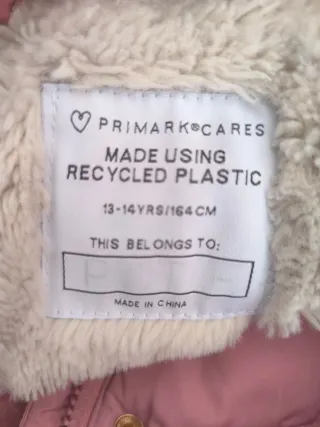 PRIMARK®CARES
MADE USING
RECYCLED PLASTIC
13-14YRS/164CM
THIS BELONGS TO:
MADE IN CHINA